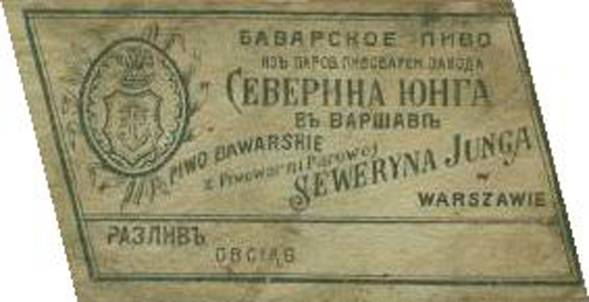 БАВАРСКОЕ ПИВО
ИЗЪ ПАРОВ. ПИВОВАРЕН. ЗАВОДА
СЕВЕРИНА ЮНГА
ВЪ ВАРШАВѢ
PIWO BAWARSKIE
z Piwowarni Parowej
SEWERYNA JUNGA
w
WARSZAWIE
РАЗЛИВЪ